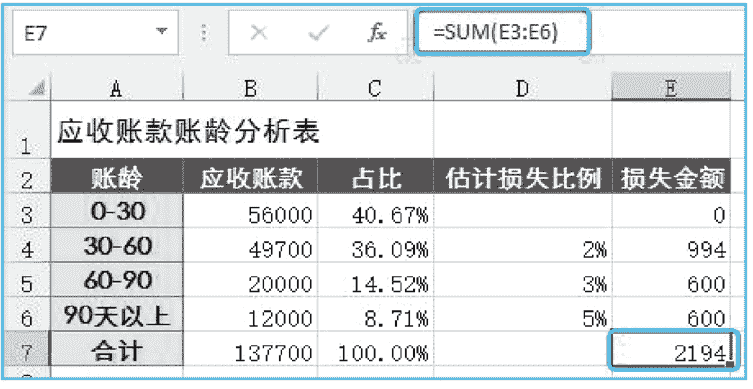 E7 fx =SUM(E3:E6)
A B C D E
1 应收账款账龄分析表
2 账龄 应收账款 占比 估计损失比例 损失金额
3 0-30 56000 40.67% 0
4 30-60 49700 36.09% 2% 994
5 60-90 20000 14.52% 3% 600
6 90天以上 12000 8.71% 5% 600
7 合计 137700 100.00% 2194